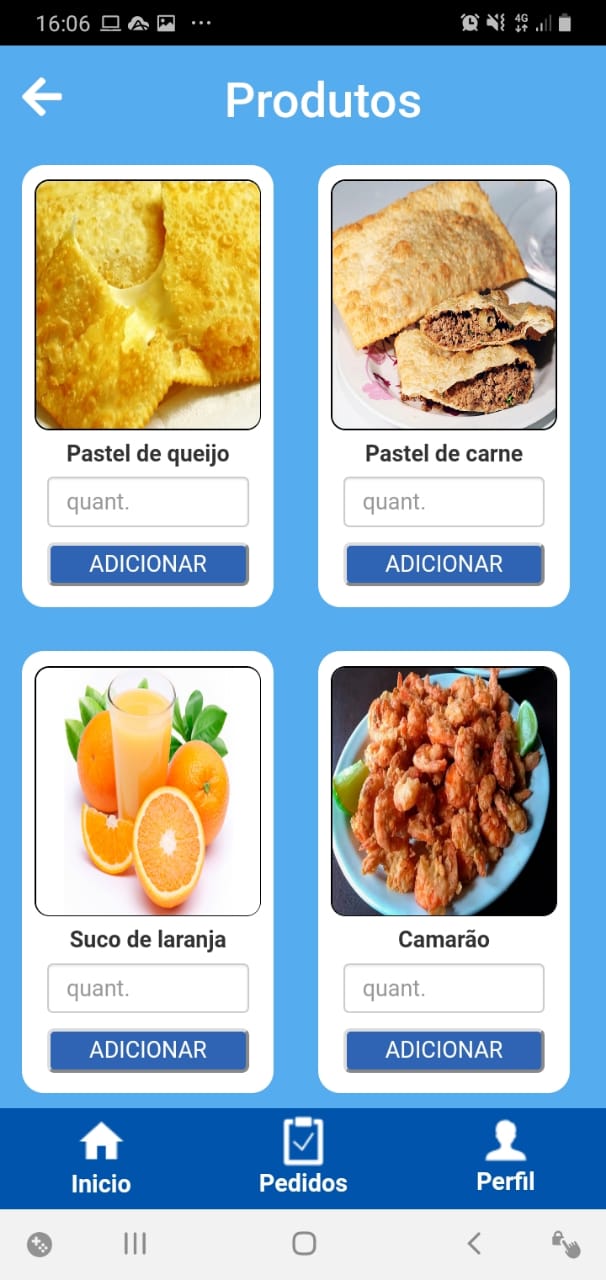 16:06
4G
Produtos
Pastel de queijo
quant.
ADICIONAR
Pastel de carne
quant.
ADICIONAR
Suco de laranja
quant.
ADICIONAR
Camarão
quant.
ADICIONAR
Inicio
Pedidos
Perfil